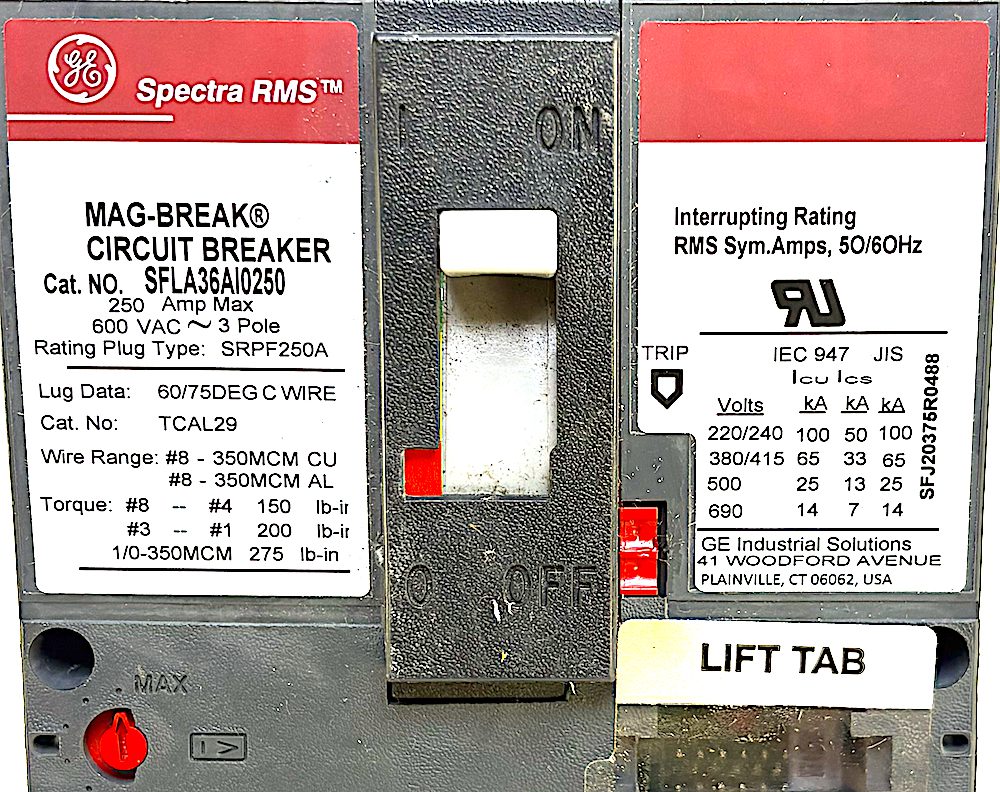 GE
Spectra RMS™
MAG-BREAK®
CIRCUIT BREAKER
Cat. NO. SFLA36AI0250
250 Amp Max
600 VAC ~ 3 Pole
Rating Plug Type: SRPF250A
Lug Data: 60/75DEG C WIRE
Cat. No: TCAL29
Wire Range: #8 - 350MCM CU
#8 - 350MCM AL
Torque: #8 -- #4 150 lb-in
#3 -- #1 200 lb-in
1/0-350MCM 275 lb-in
MAX
I ON
O OFF
Interrupting Rating
RMS Sym.Amps, 50/60Hz
UR
TRIP
IEC 947 JIS
Icu Ics
Volts kA kA kA
220/240 100 50 100
380/415 65 33 65
500 25 13 25
690 14 7 14
SFJ20375R0488
GE Industrial Solutions
41 WOODFORD AVENUE
PLAINVILLE, CT 06062, USA
LIFT TAB